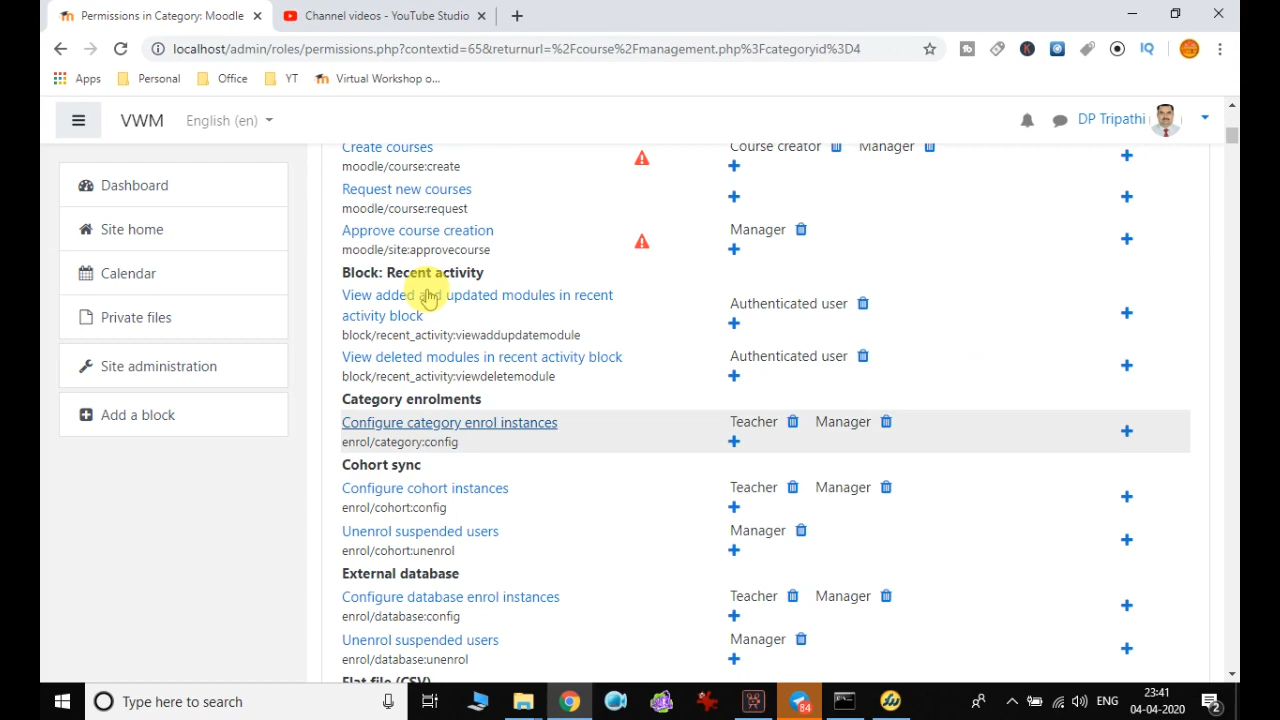 Permissions in Category: Moodle
Channel videos - YouTube Studio
localhost/admin/roles/permissions.php?contextid=65&returnurl=%2Fcourse%2Fmanagement.php%3Fcategoryid%3D4
Apps Personal Office YT Virtual Workshop o...
VWM English (en) DP Tripathi
Dashboard
Site home
Calendar
Private files
Site administration
Add a block
Create courses Course creator Manager
moodle/course:create
Request new courses
moodle/course:request
Approve course creation Manager
moodle/site:approvecourse
Block: Recent activity
View added and updated modules in recent
activity block Authenticated user
block/recent_activity:viewaddupdatemodule
View deleted modules in recent activity block Authenticated user
block/recent_activity:viewdeletemodule
Category enrolments
Configure category enrol instances Teacher Manager
enrol/category:config
Cohort sync
Configure cohort instances Teacher Manager
enrol/cohort:config
Unenrol suspended users Manager
enrol/cohort:unenrol
External database
Configure database enrol instances Teacher Manager
enrol/database:config
Unenrol suspended users Manager
enrol/database:unenrol
Flat file (CSV)
Type here to search
84
ENG
23:41
04-04-2020
2
IQ
K